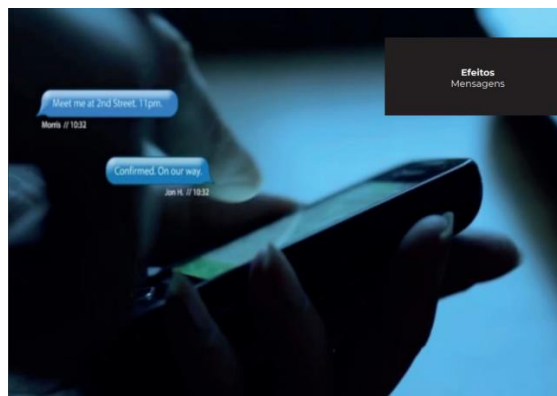 Efeitos
Mensagens
Meet me at 2nd Street. 11pm.
Morris // 10:32
Confirmed. On our way.
Jon H. // 10:32